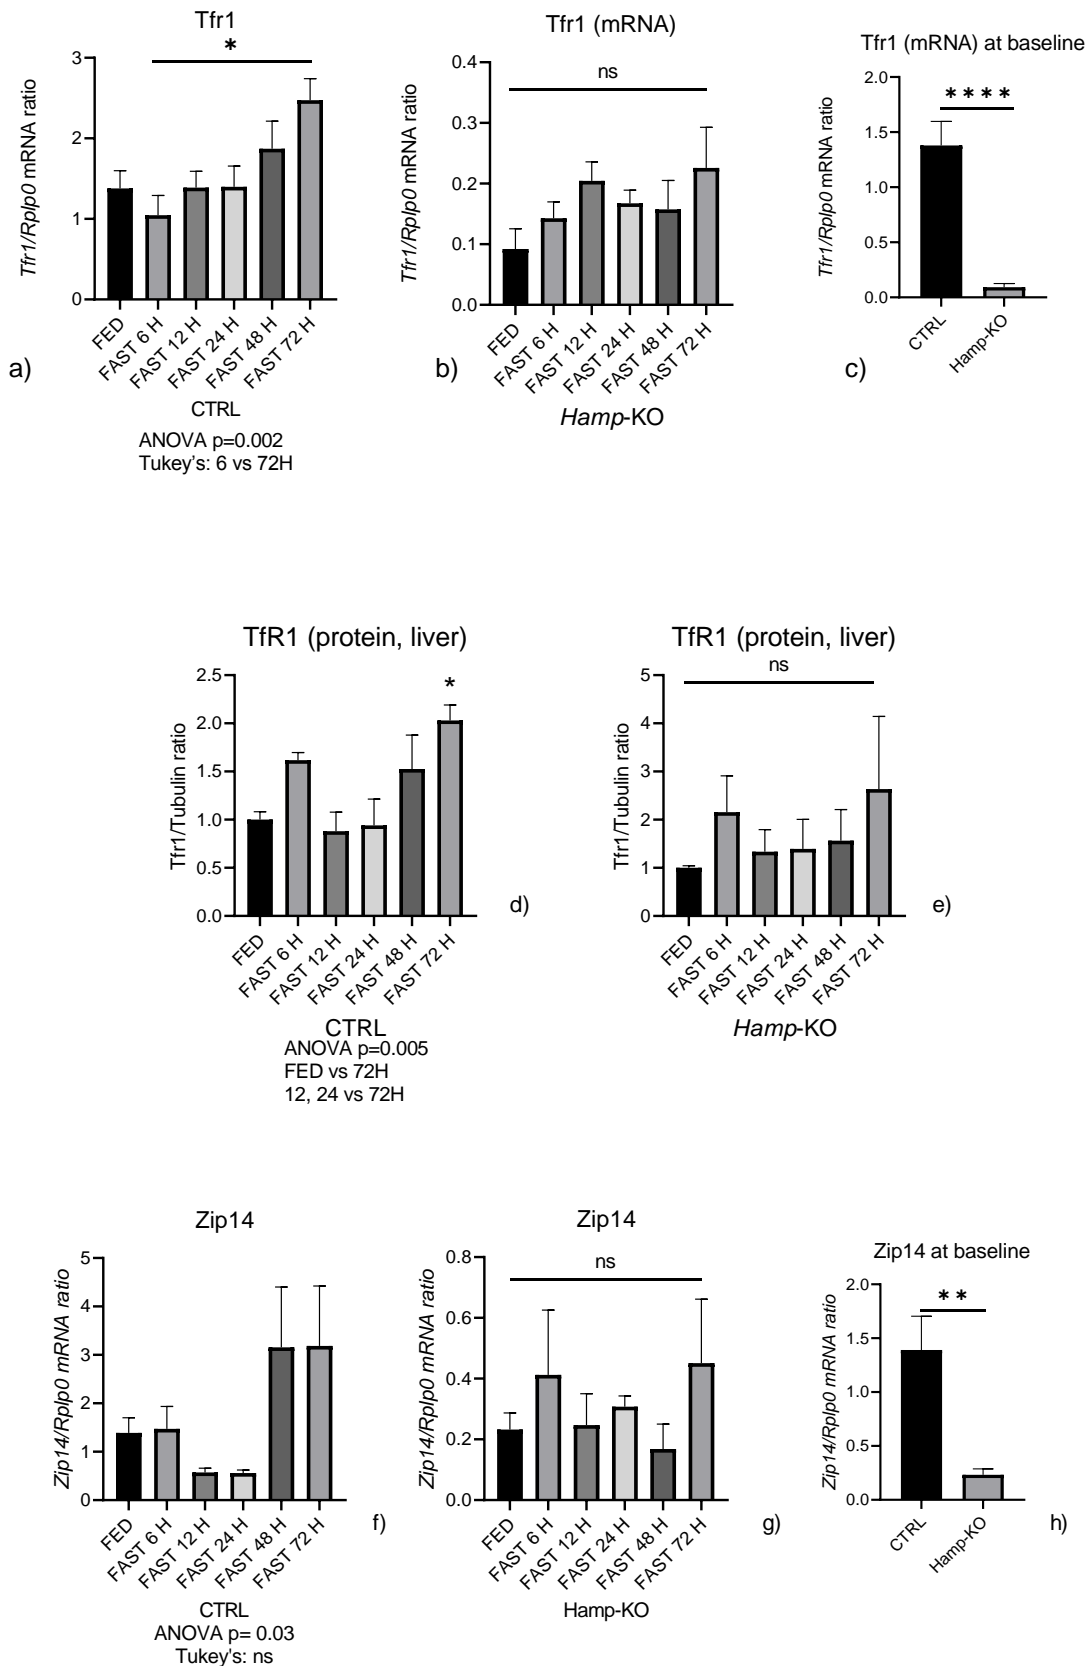 Tfr1
*
3
2
1
0
Tfr1/Rplp0 mRNA ratio
FED
FAST 6 H
FAST 12 H
FAST 24 H
FAST 48 H
FAST 72 H
a)
CTRL
ANOVA p=0.002
Tukey's: 6 vs 72H
Tfr1 (mRNA)
ns
0.4
0.3
0.2
0.1
0.0
Tfr1/Rplp0 mRNA ratio
FED
FAST 6 H
FAST 12 H
FAST 24 H
FAST 48 H
FAST 72 H
b)
Hamp-KO
Tfr1 (mRNA) at baseline
****
2.0
1.5
1.0
0.5
0.0
Tfr1/Rplp0 mRNA ratio
CTRL
Hamp-KO
c)
TfR1 (protein, liver)
*
2.5
2.0
1.5
1.0
0.5
0.0
Tfr1/Tubulin ratio
FED
FAST 6 H
FAST 12 H
FAST 24 H
FAST 48 H
FAST 72 H
d)
CTRL
ANOVA p=0.005
FED vs 72H
12, 24 vs 72H
TfR1 (protein, liver)
ns
5
4
3
2
1
0
Tfr1/Tubulin ratio
FED
FAST 6 H
FAST 12 H
FAST 24 H
FAST 48 H
FAST 72 H
e)
Hamp-KO
Zip14
5
4
3
2
1
0
Zip14/Rplp0 mRNA ratio
FED
FAST 6 H
FAST 12 H
FAST 24 H
FAST 48 H
FAST 72 H
f)
CTRL
ANOVA p= 0.03
Tukey's: ns
Zip14
ns
0.8
0.6
0.4
0.2
0.0
Zip14/Rplp0 mRNA ratio
FED
FAST 6 H
FAST 12 H
FAST 24 H
FAST 48 H
FAST 72 H
g)
Hamp-KO
Zip14 at baseline
**
2.0
1.5
1.0
0.5
0.0
Zip14/Rplp0 mRNA ratio
CTRL
Hamp-KO
h)